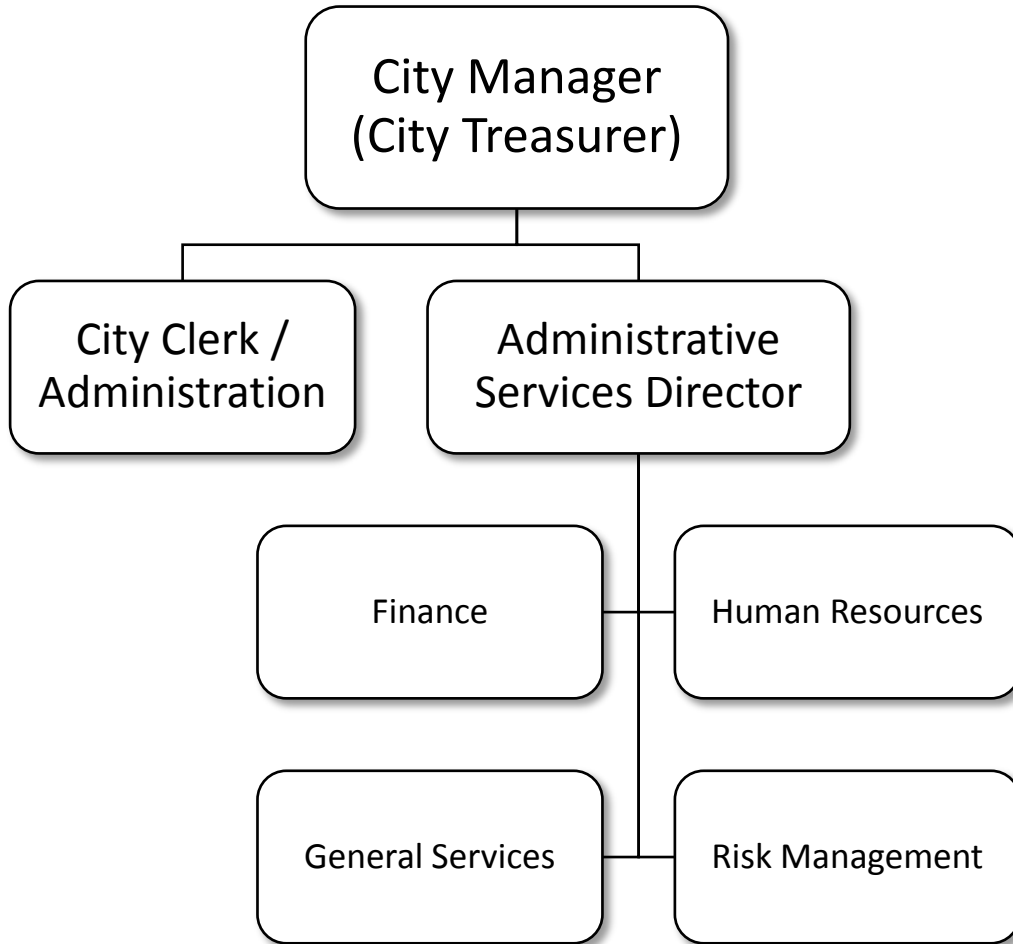 City Manager
(City Treasurer)
City Clerk /
Administration
Administrative
Services Director
Finance
Human Resources
General Services
Risk Management